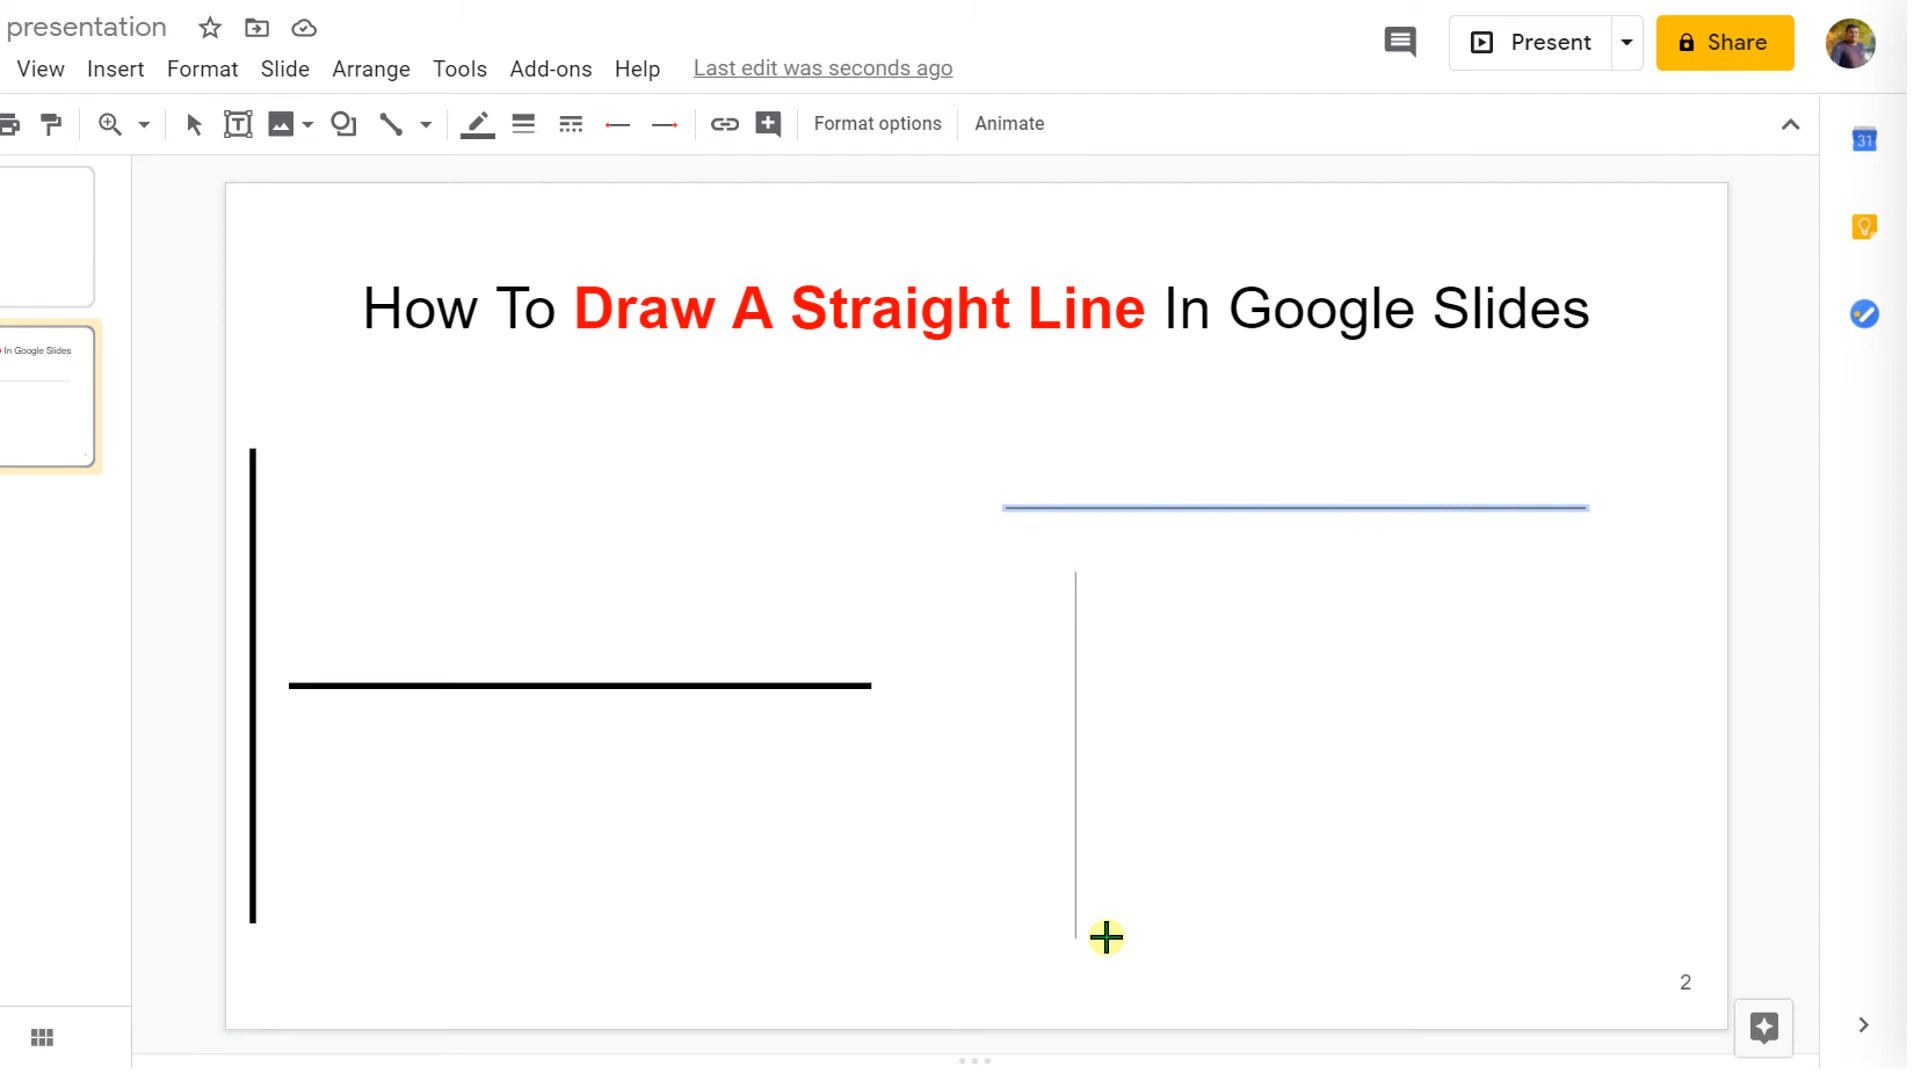 presentation
View Insert Format Slide Arrange Tools Add-ons Help Last edit was seconds ago
Present Share
Format options Animate
31
In Google Slides
How To Draw A Straight Line In Google Slides
2